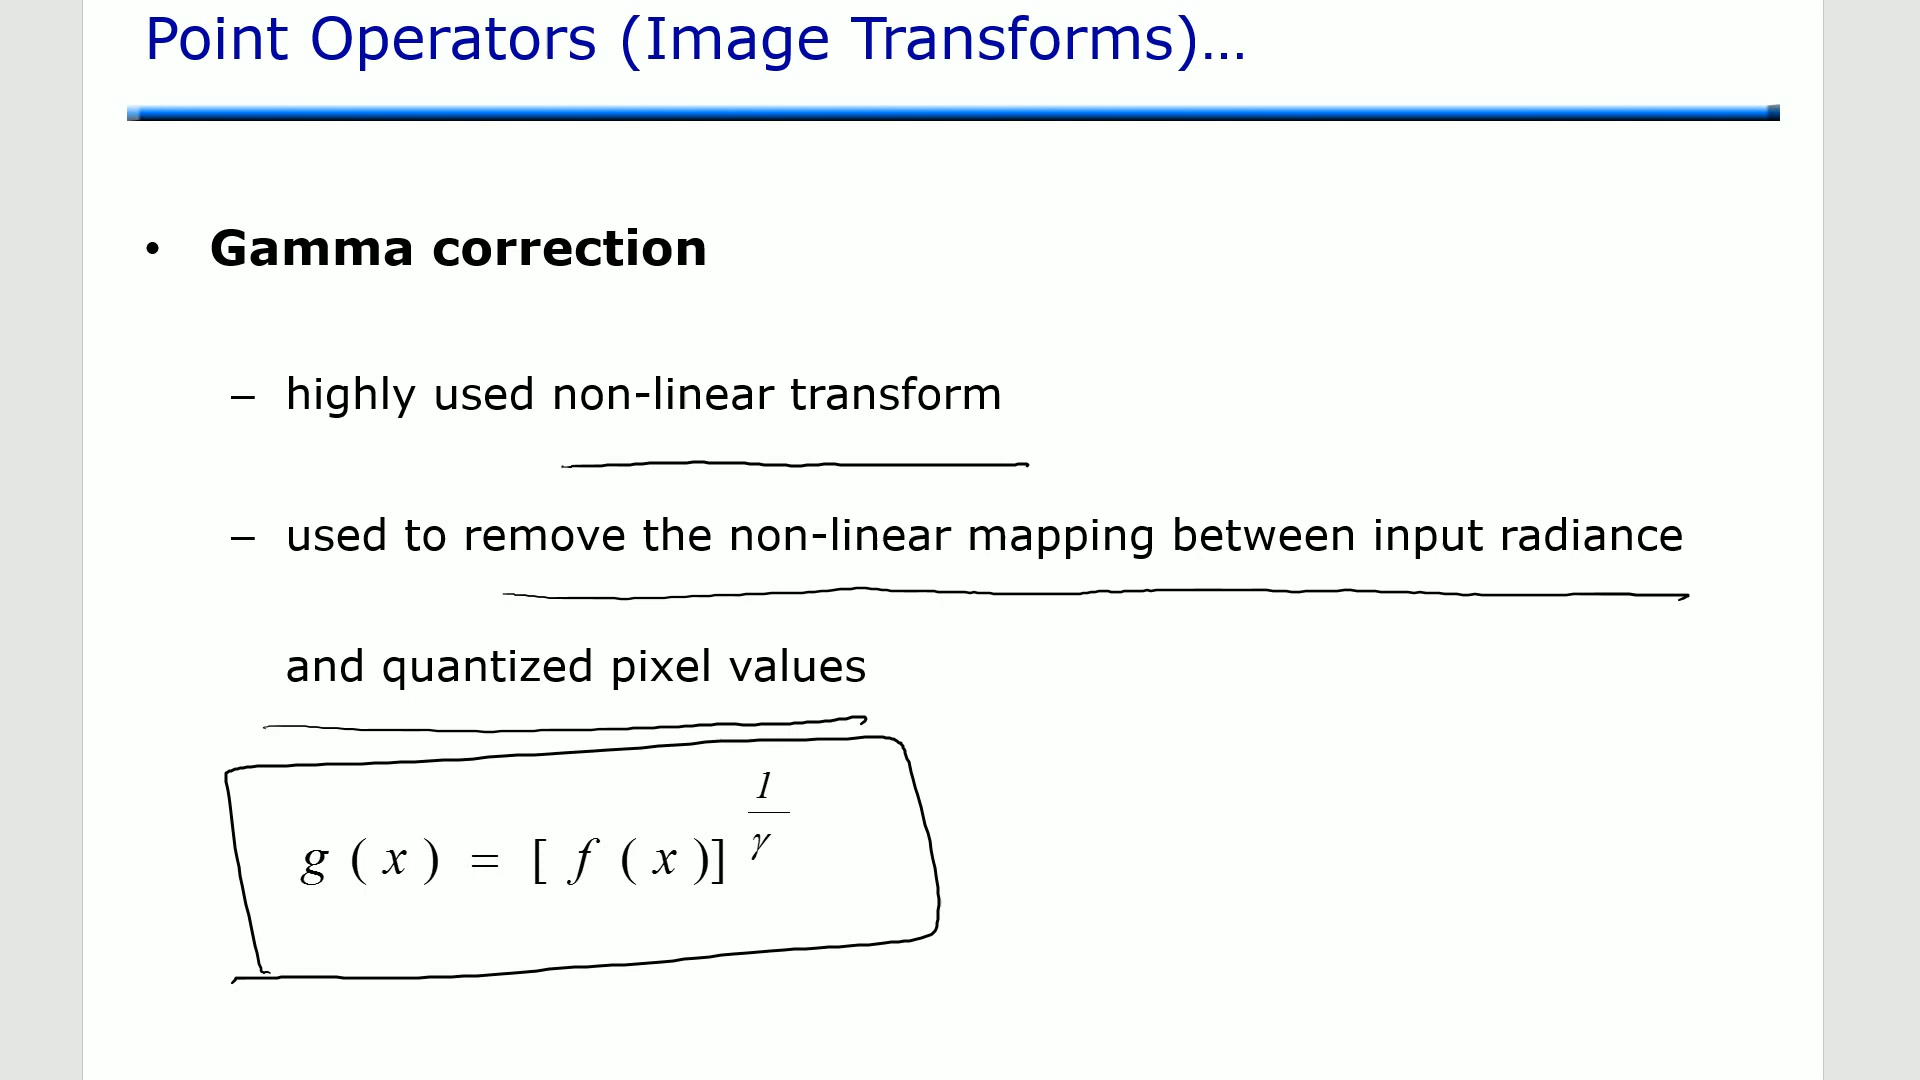 Point Operators (Image Transforms)...
• Gamma correction
– highly used non-linear transform
– used to remove the non-linear mapping between input radiance
and quantized pixel values
g ( x ) = [ f ( x )]^{1/γ}